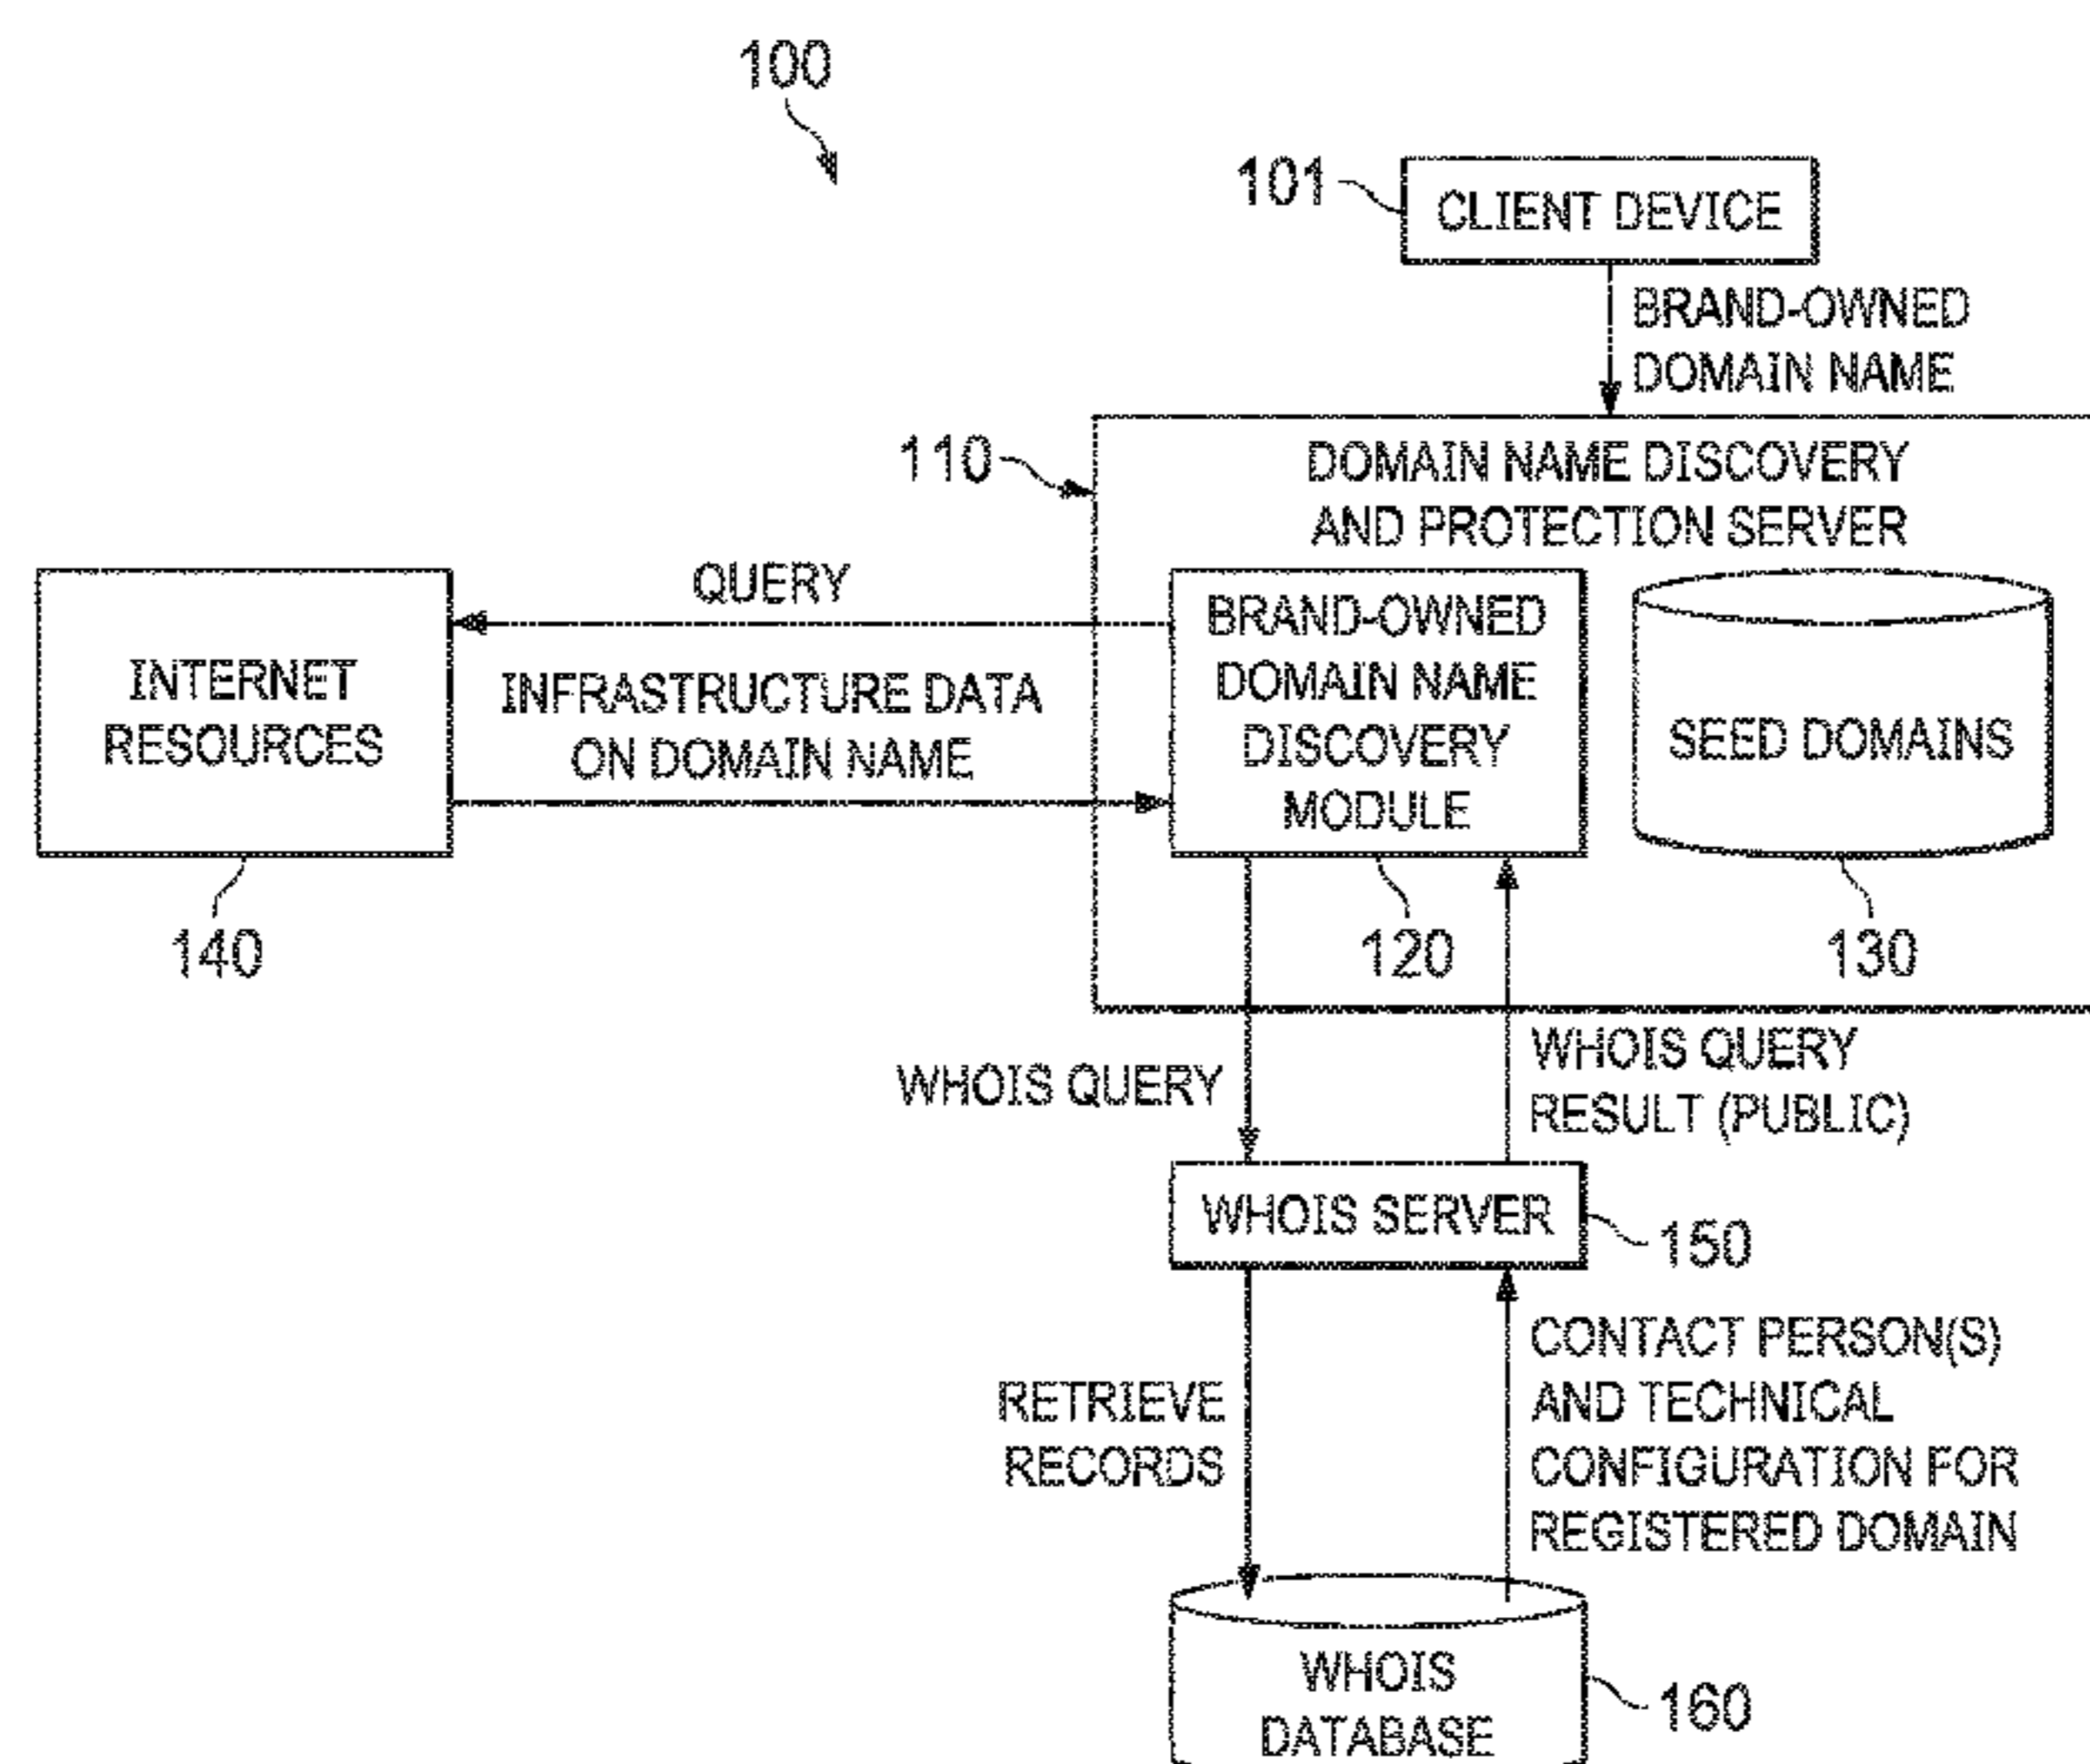 100
101
CLIENT DEVICE
BRAND-OWNED
DOMAIN NAME
110
DOMAIN NAME DISCOVERY
AND PROTECTION SERVER
QUERY
INTERNET
RESOURCES
INFRASTRUCTURE DATA
ON DOMAIN NAME
BRAND-OWNED
DOMAIN NAME
DISCOVERY
MODULE
SEED DOMAINS
140
120
130
WHOIS QUERY
WHOIS QUERY
RESULT (PUBLIC)
WHOIS SERVER
150
RETRIEVE
RECORDS
CONTACT PERSON(S)
AND TECHNICAL
CONFIGURATION FOR
REGISTERED DOMAIN
WHOIS
DATABASE
160